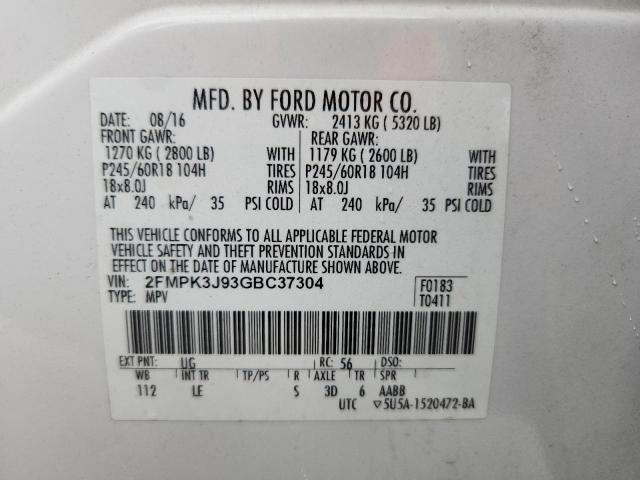 MFD. BY FORD MOTOR CO.
DATE: 08/16 GVWR: 2413 KG ( 5320 LB)
FRONT GAWR: REAR GAWR:
1270 KG ( 2800 LB) WITH 1179 KG ( 2600 LB) WITH
P245/60R18 104H TIRES P245/60R18 104H TIRES
18x8.0J RIMS 18x8.0J RIMS
AT 240 kPa/ 35 PSI COLD AT 240 kPa/ 35 PSI COLD
THIS VEHICLE CONFORMS TO ALL APPLICABLE FEDERAL MOTOR
VEHICLE SAFETY AND THEFT PREVENTION STANDARDS IN
EFFECT ON THE DATE OF MANUFACTURE SHOWN ABOVE.
VIN: 2FMPK3J93GBC37304 F0183
TYPE: MPV T0411
EXT PNT: UG RC: 56 DSO:
WB INT TR TP/PS R AXLE TR SPR
112 LE S 3D 6 AABB
UTC ▽5U5A-1520472-BA